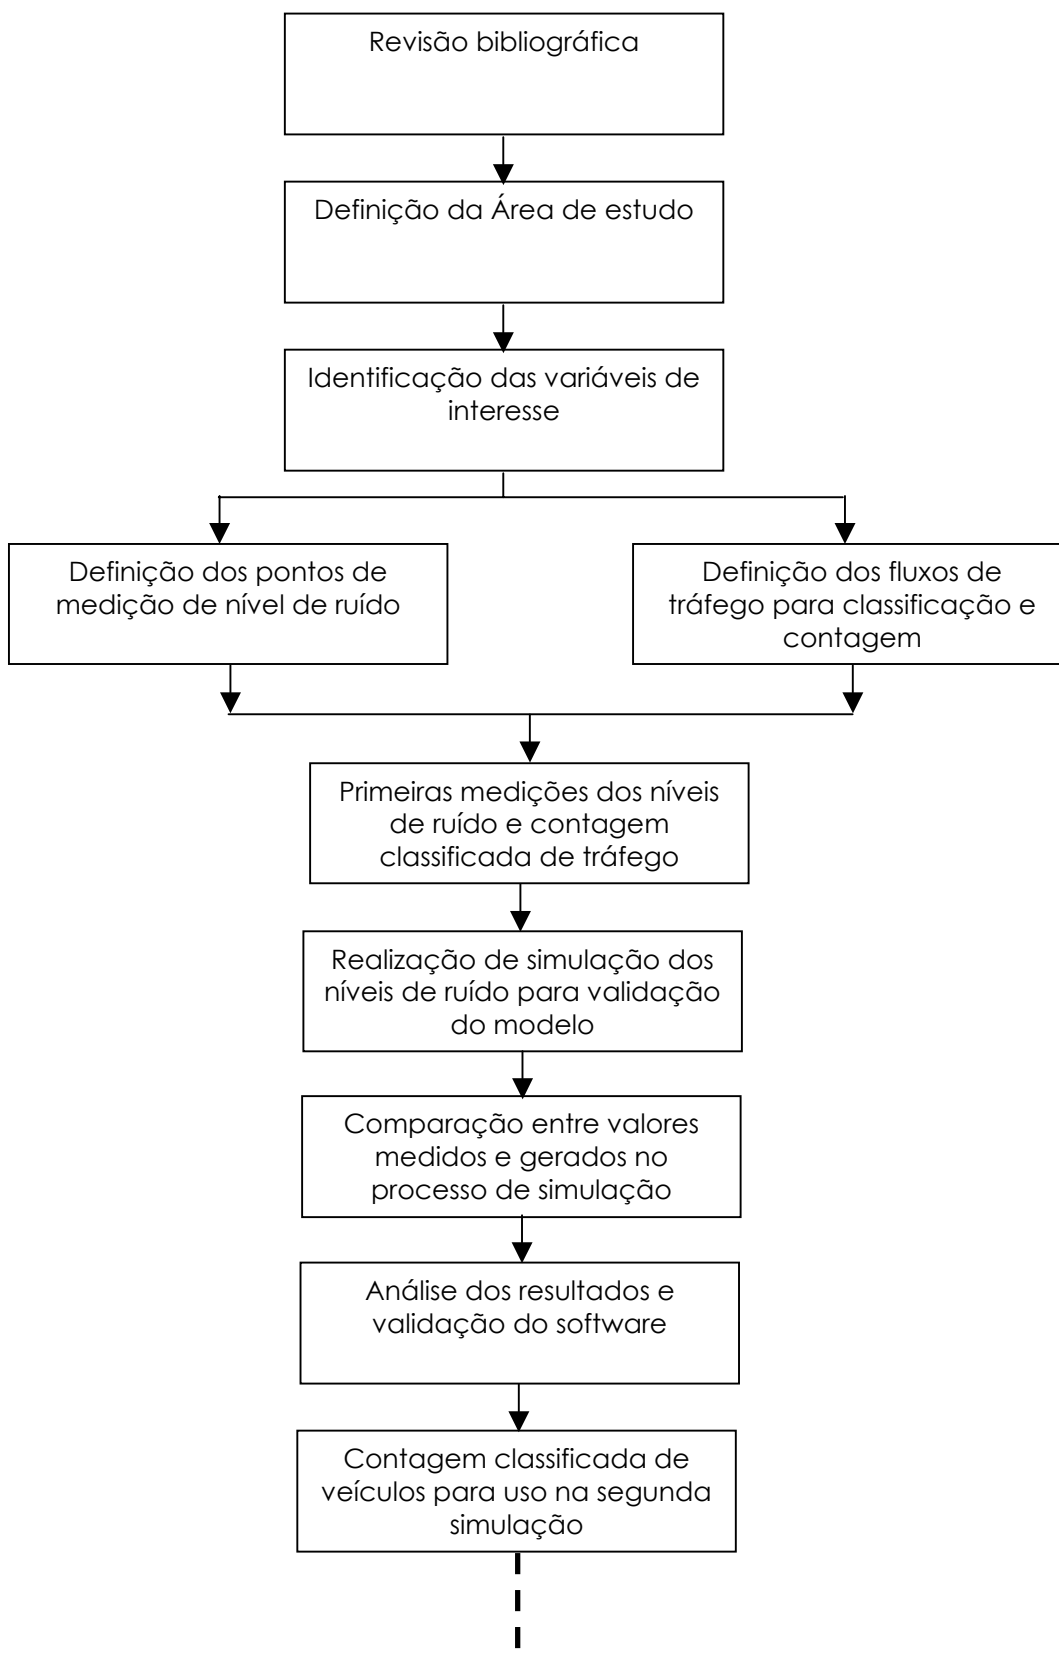 Revisão bibliográfica
Definição da Área de estudo
Identificação das variáveis de
interesse
Definição dos pontos de
medição de nível de ruído
Definição dos fluxos de
tráfego para classificação e
contagem
Primeiras medições dos níveis
de ruído e contagem
classificada de tráfego
Realização de simulação dos
níveis de ruído para validação
do modelo
Comparação entre valores
medidos e gerados no
processo de simulação
Análise dos resultados e
validação do software
Contagem classificada de
veículos para uso na segunda
simulação